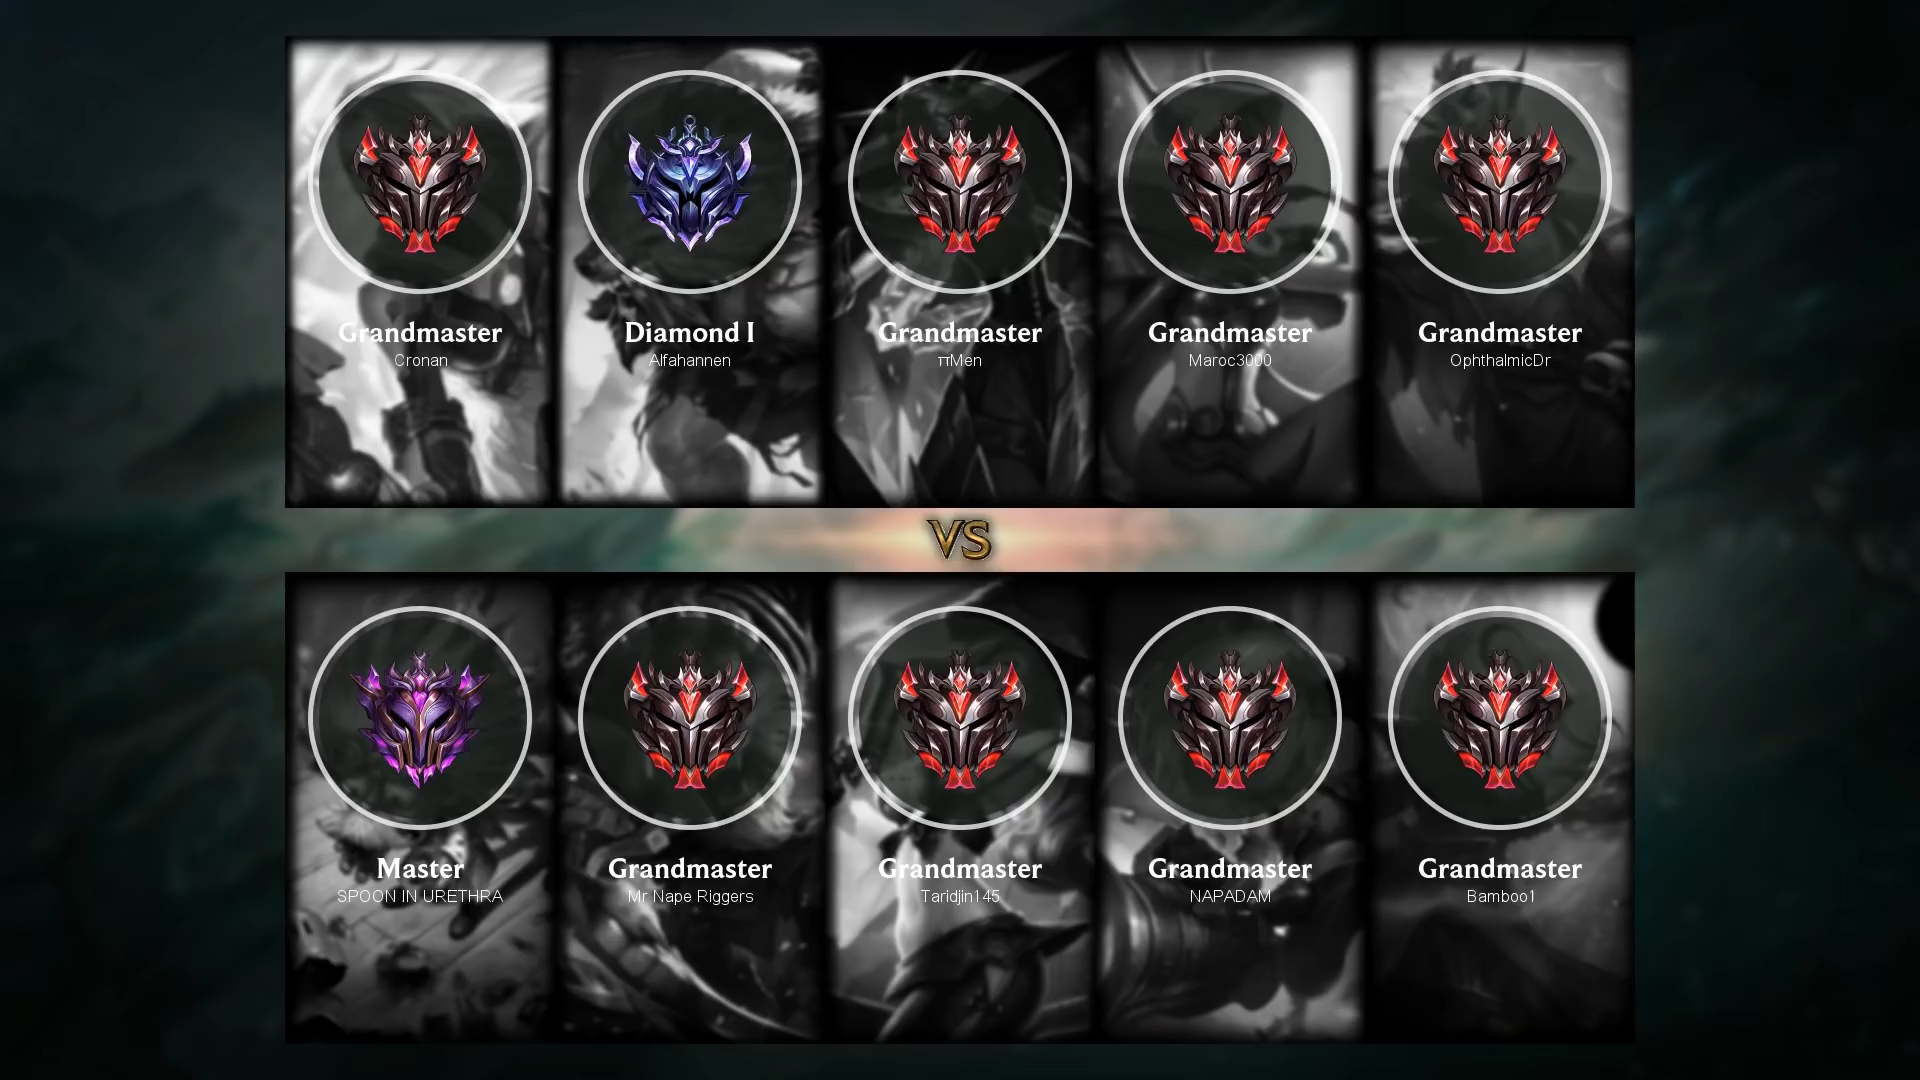 Grandmaster
Cronan
Diamond I
Alfahannen
Grandmaster
πMen
Grandmaster
Maroc3000
Grandmaster
OphthalmicDr
VS
Master
SPOON IN URETHRA
Grandmaster
Mr Nape Riggers
Grandmaster
Taridjin145
Grandmaster
NAPADAM
Grandmaster
Bamboo1